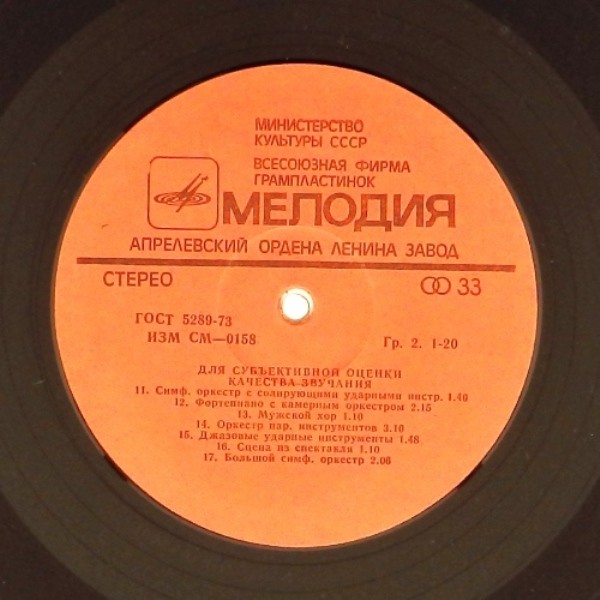 МИНИСТЕРСТВО
КУЛЬТУРЫ СССР
ВСЕСОЮЗНАЯ ФИРМА
ГРАМПЛАСТИНОК
МЕЛОДИЯ
АПРЕЛЕВСКИЙ ОРДЕНА ЛЕНИНА ЗАВОД
СТЕРЕО 33
ГОСТ 5289-73
ИЗМ СМ—0158 Гр. 2. 1-20
ДЛЯ СУБЪЕКТИВНОЙ ОЦЕНКИ
КАЧЕСТВА ЗВУЧАНИЯ
11. Симф. оркестр с солирующими ударными инстр. 1.40
12. Фортепиано с камерным оркестром 2.15
13. Мужской хор 1.10
14. Оркестр нар. инструментов 3.10
15. Джазовые ударные инструменты 1.48
16. Сцена из спектакля 1.10
17. Большой симф. оркестр 2.06